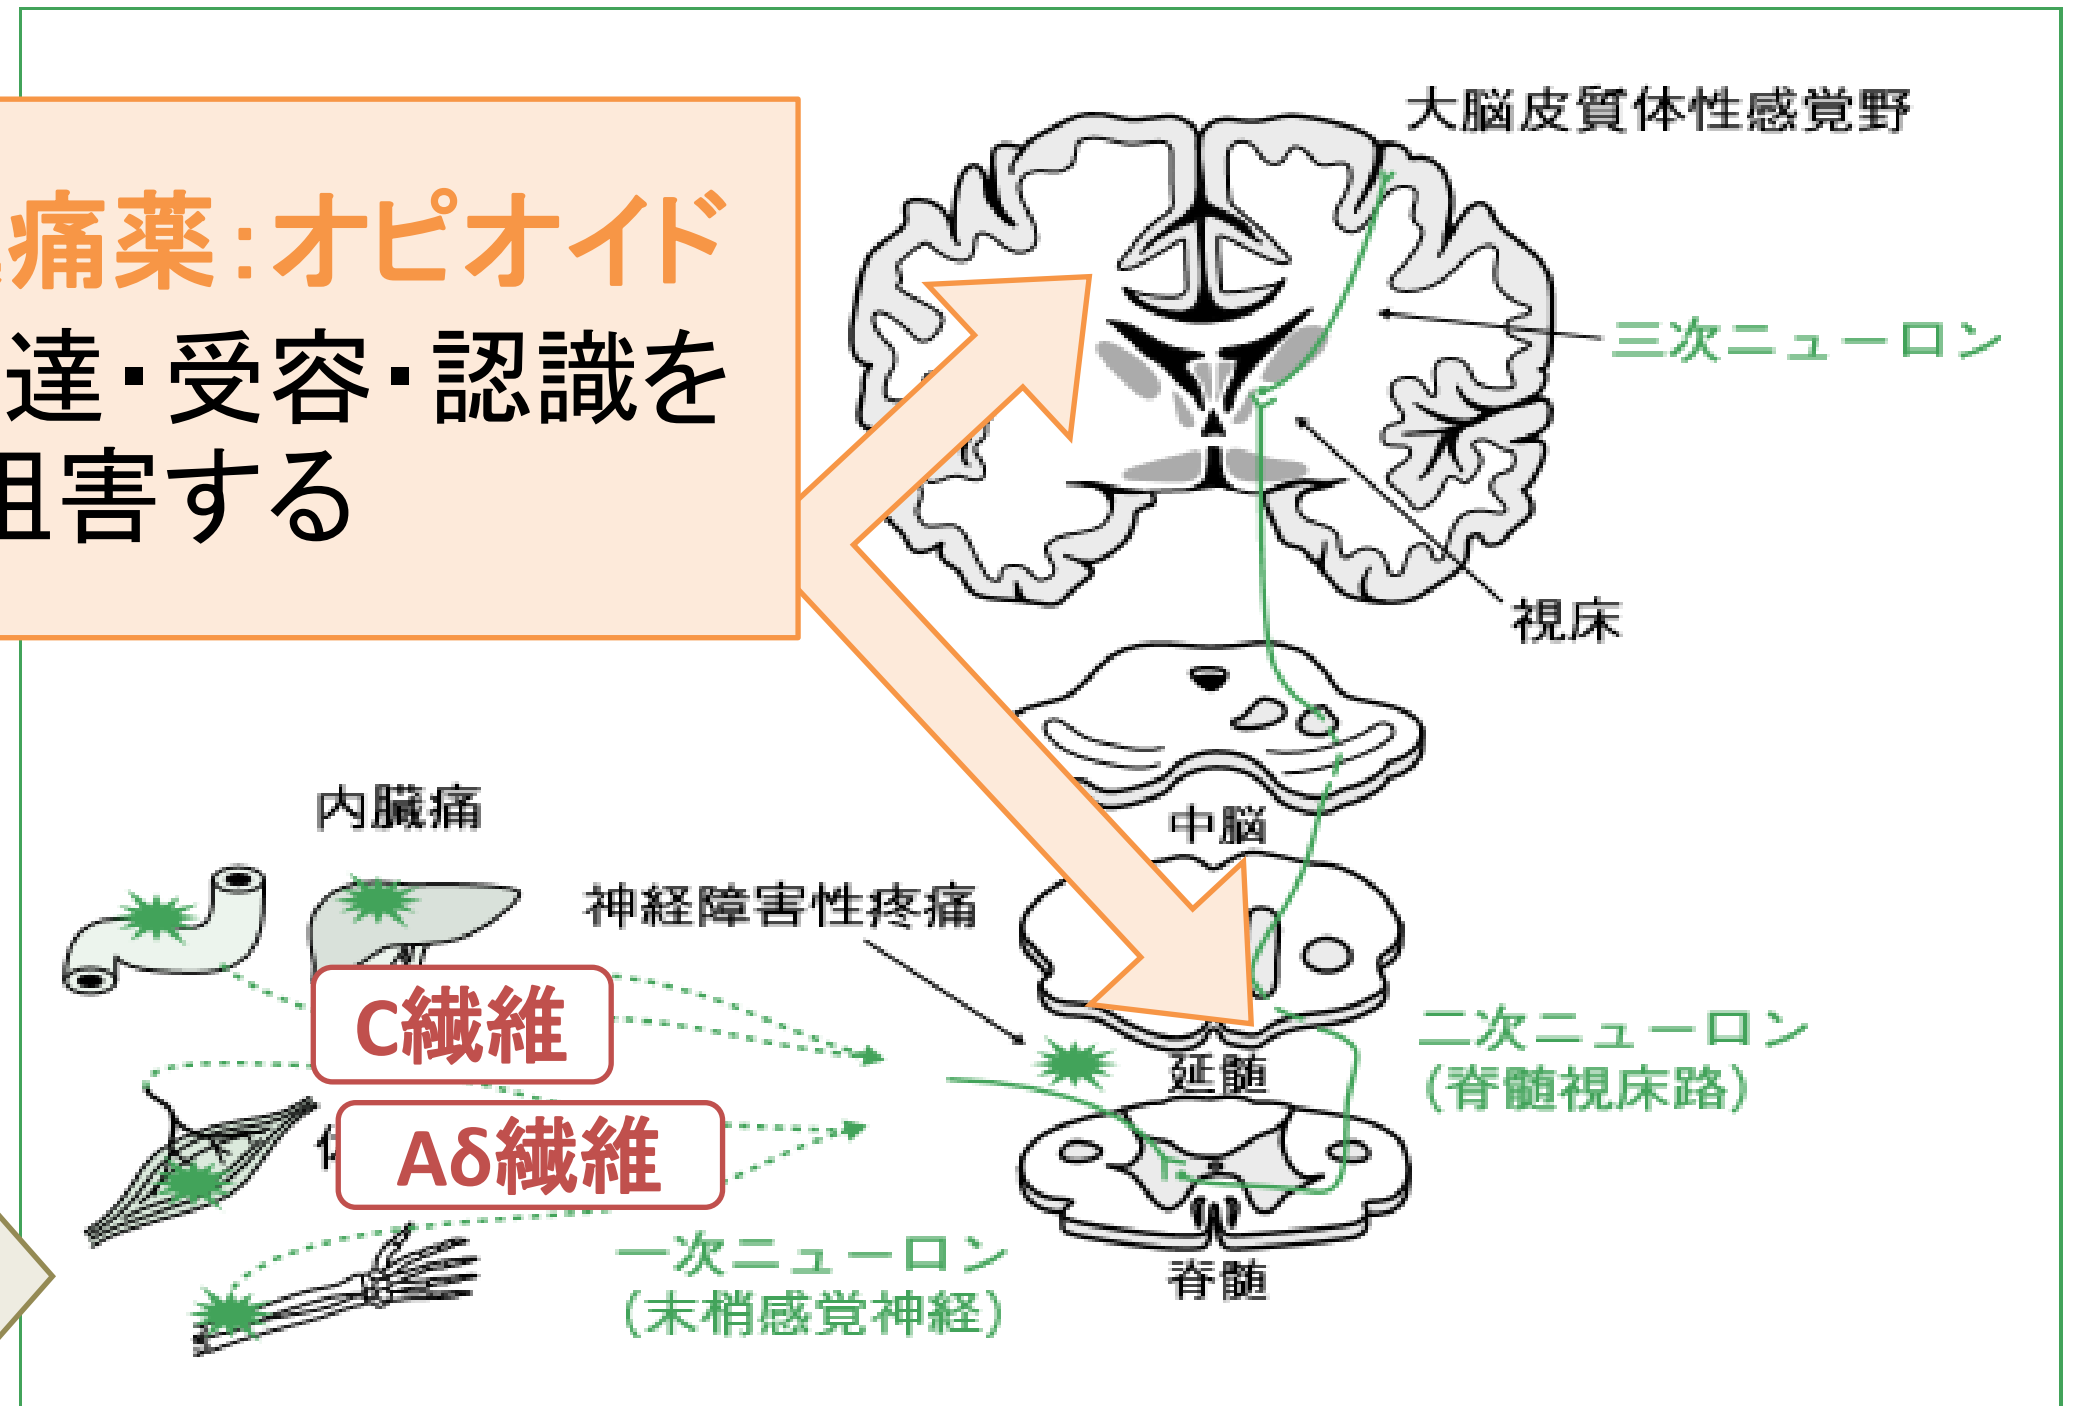 大脳皮質体性感覚野
痛薬：オピオイド
達・受容・認識を
害する
三次ニューロン
視床
中脳
内臓痛
神経障害性疼痛
C繊維
Aδ繊維
延髄
二次ニューロン
(脊髄視床路)
一次ニューロン
(末梢感覚神経)
脊髄